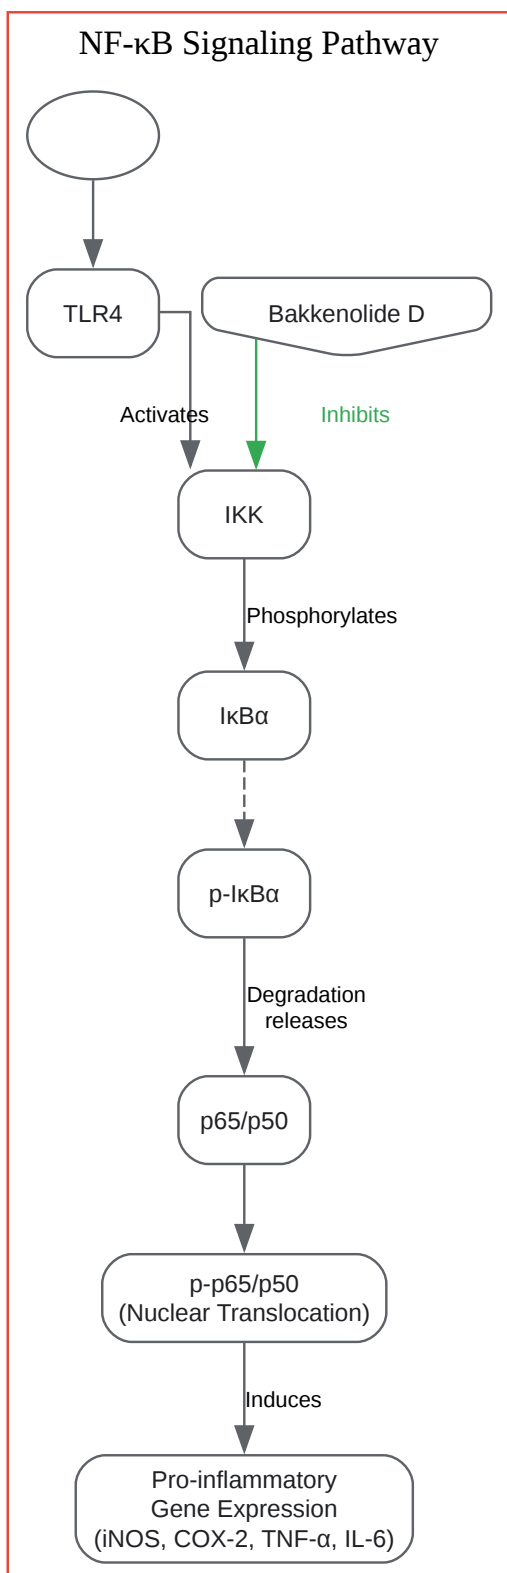 NF-κB Signaling Pathway
TLR4
Bakkenolide D
Activates
Inhibits
IKK
Phosphorylates
IκBα
p-IκBα
Degradation
releases
p65/p50
p-p65/p50
(Nuclear Translocation)
Induces
Pro-inflammatory
Gene Expression
(iNOS, COX-2, TNF-α, IL-6)